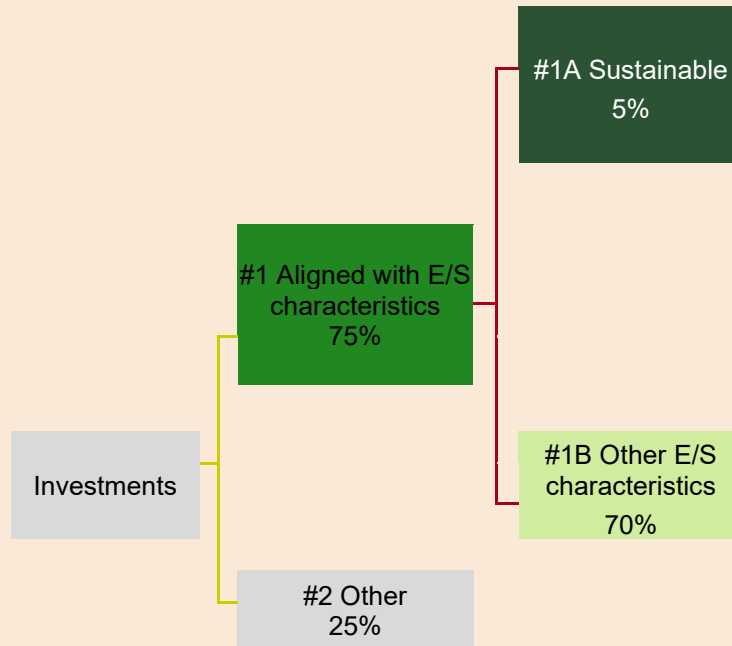 #1A Sustainable
5%
#1 Aligned with E/S
characteristics
75%
Investments
#1B Other E/S
characteristics
70%
#2 Other
25%